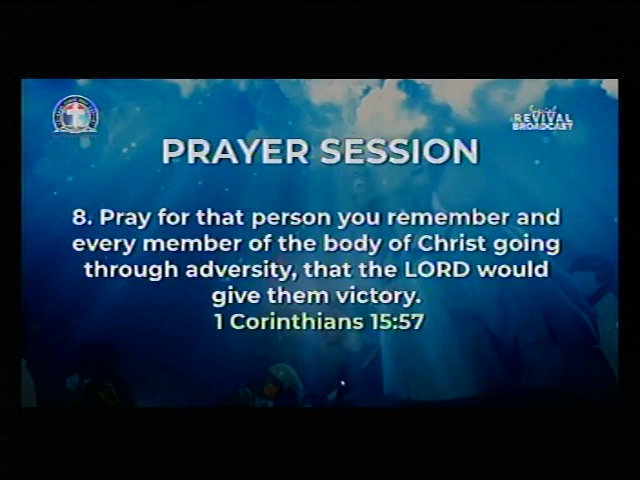 Special
REVIVAL
BROADCAST
PRAYER SESSION
8. Pray for that person you remember and
every member of the body of Christ going
through adversity, that the LORD would
give them victory.
1 Corinthians 15:57